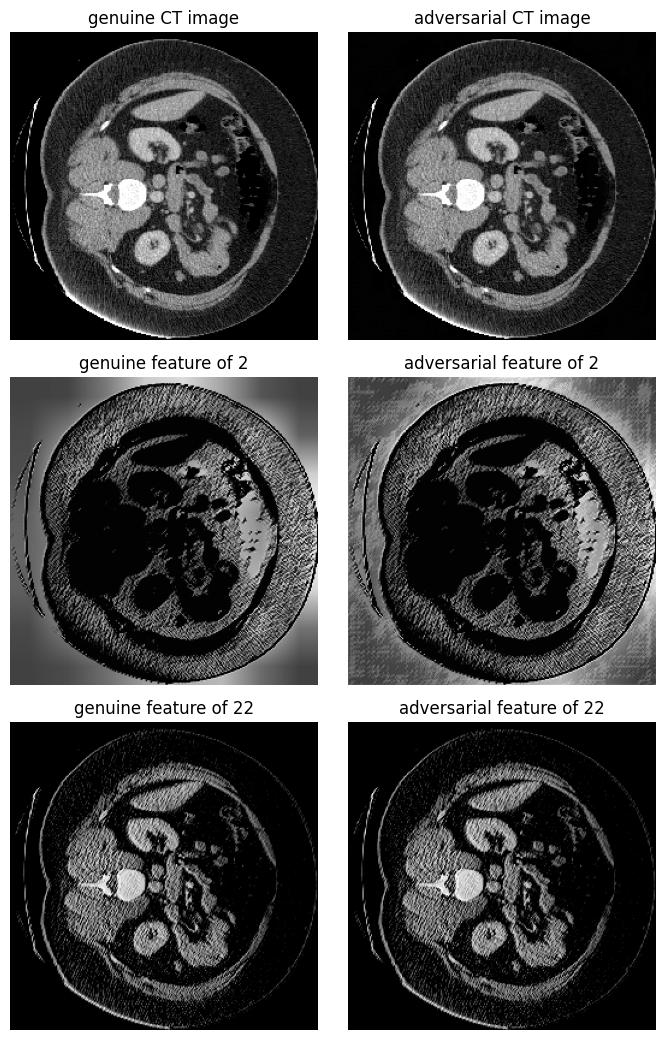 genuine CT image
adversarial CT image
genuine feature of 2
adversarial feature of 2
genuine feature of 22
adversarial feature of 22